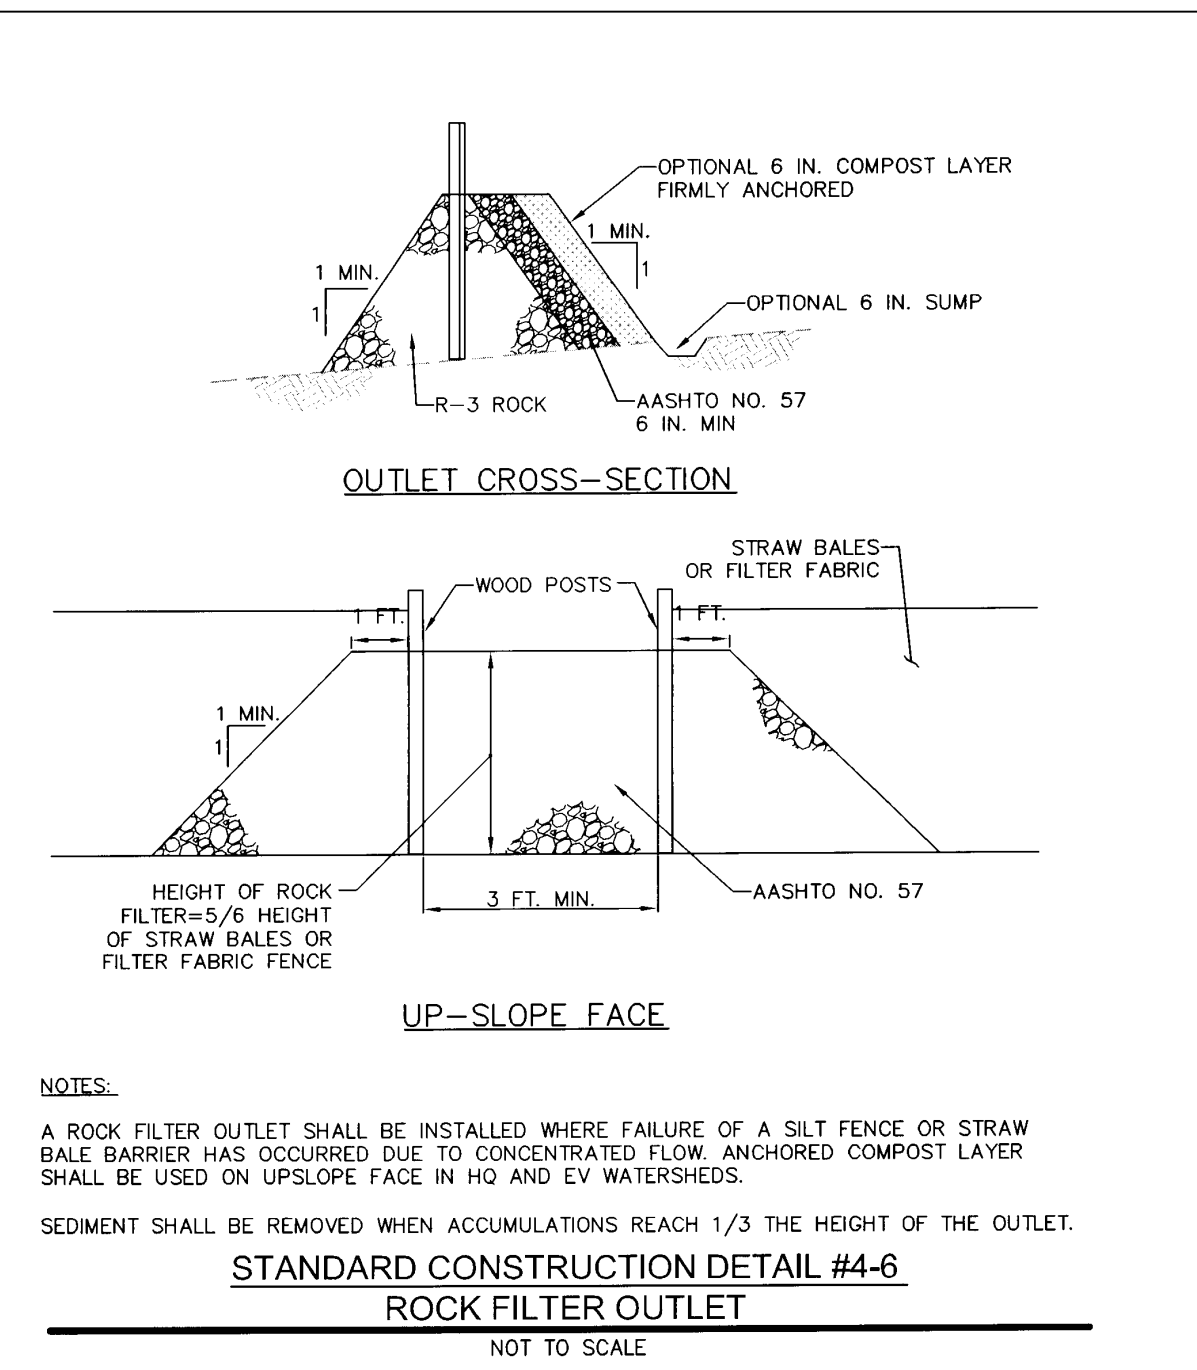 OPTIONAL 6 IN. COMPOST LAYER
FIRMLY ANCHORED
1 MIN.
1
1 MIN.
1
OPTIONAL 6 IN. SUMP
R-3 ROCK
AASHTO NO. 57
6 IN. MIN
OUTLET CROSS-SECTION
STRAW BALES
OR FILTER FABRIC
WOOD POSTS
1 FT.
1 FT.
1 MIN.
1
HEIGHT OF ROCK
FILTER=5/6 HEIGHT
OF STRAW BALES OR
FILTER FABRIC FENCE
3 FT. MIN.
AASHTO NO. 57
UP-SLOPE FACE
NOTES:
A ROCK FILTER OUTLET SHALL BE INSTALLED WHERE FAILURE OF A SILT FENCE OR STRAW
BALE BARRIER HAS OCCURRED DUE TO CONCENTRATED FLOW. ANCHORED COMPOST LAYER
SHALL BE USED ON UPSLOPE FACE IN HQ AND EV WATERSHEDS.
SEDIMENT SHALL BE REMOVED WHEN ACCUMULATIONS REACH 1/3 THE HEIGHT OF THE OUTLET.
STANDARD CONSTRUCTION DETAIL #4-6
ROCK FILTER OUTLET
NOT TO SCALE